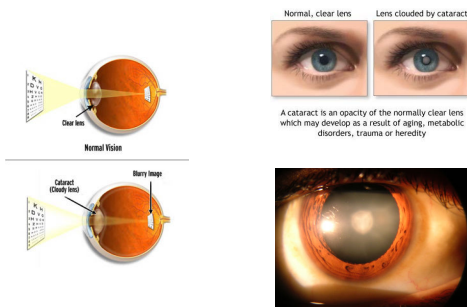 Clear lens
Normal Vision
Cataract
(Cloudy lens)
Blurry Image
Normal, clear lens
Lens clouded by cataract
A cataract is an opacity of the normally clear lens
which may develop as a result of aging, metabolic
disorders, trauma or heredity